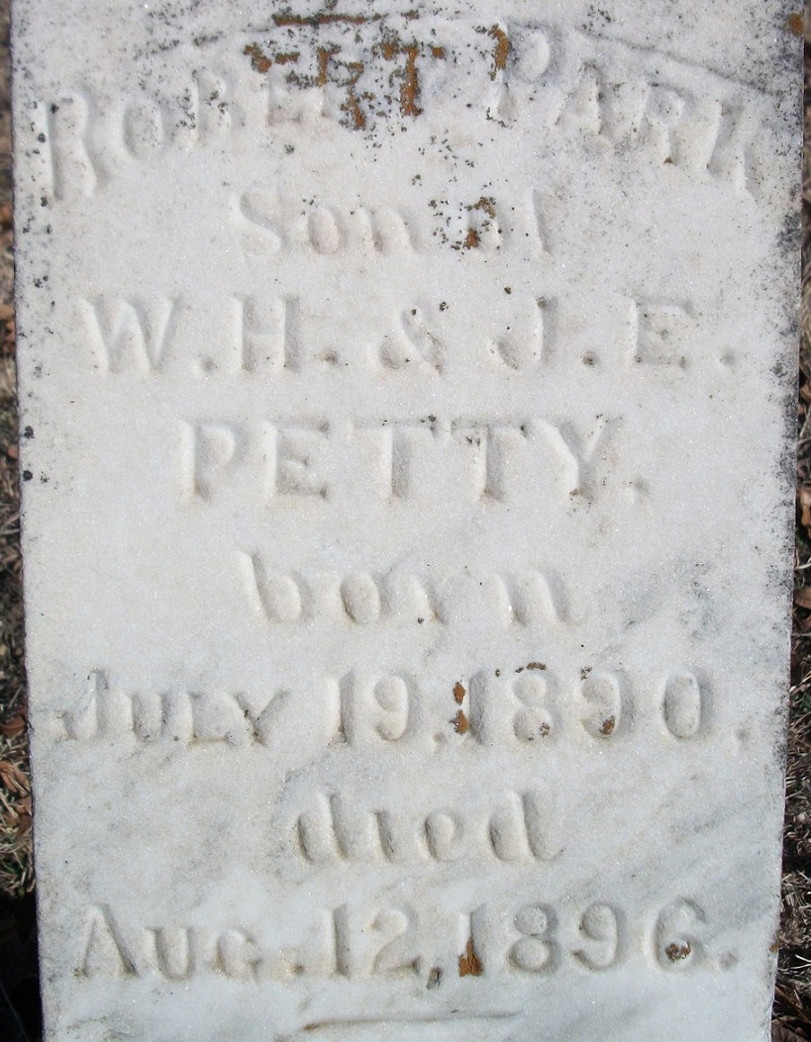 ROBERT PARK
Son of
W.H. & J.E.
PETTY.
born
JULY 19, 1890,
died
AUG. 12, 1896.